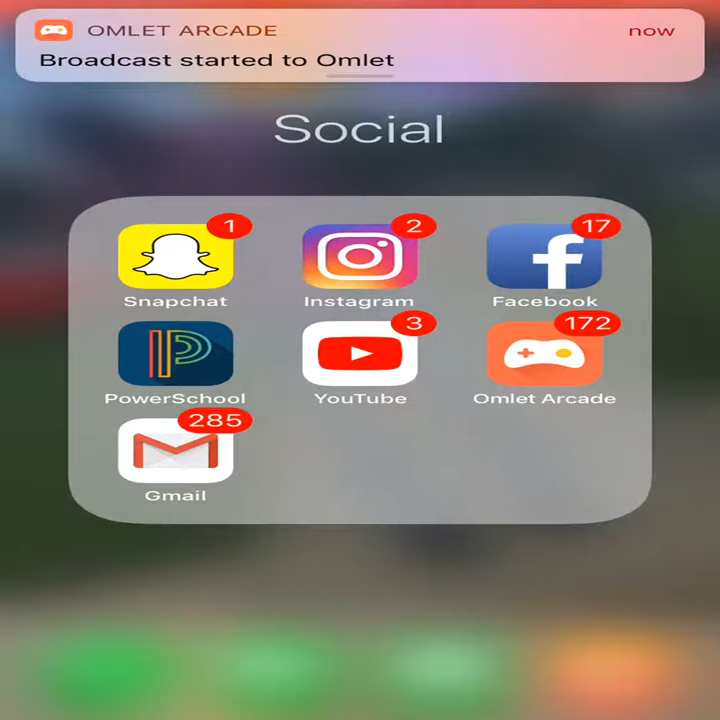 OMLET ARCADE
now
Broadcast started to Omlet
Social
1
2
17
Snapchat
Instagram
Facebook
3
172
PowerSchool
YouTube
Omlet Arcade
285
Gmail